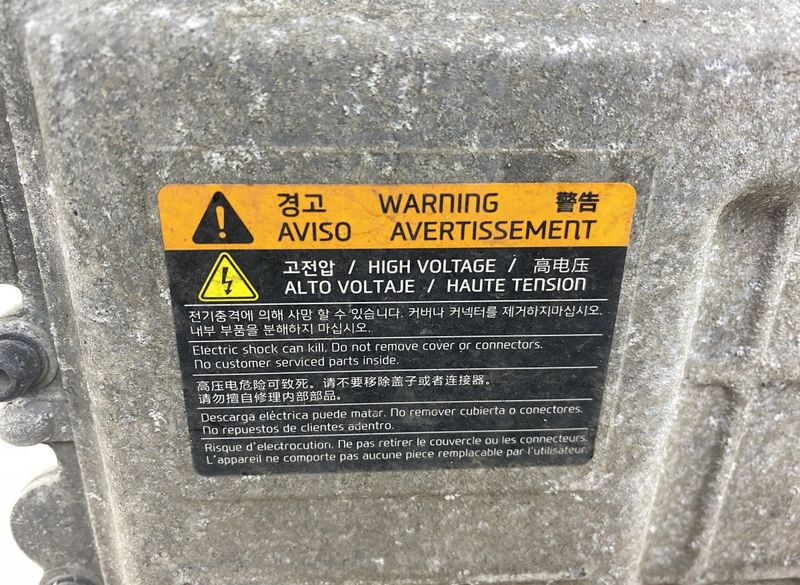 경고 WARNING 警告
AVISO AVERTISSEMENT
고전압 / HIGH VOLTAGE / 高电压
ALTO VOLTAJE / HAUTE TENSION
전기충격에 의해 사망 할 수 있습니다. 커버나 커넥터를 제거하지마십시오.
내부 부품을 분해하지 마십시오.
Electric shock can kill. Do not remove cover or connectors.
No customer serviced parts inside.
高压电危险可致死。请不要移除盖子或者连接器。
请勿擅自修理内部部品。
Descarga eléctrica puede matar. No remover cubierta o conectores.
No repuestos de clientes adentro.
Risque d'electrocution. Ne pas retirer le couvercle ou les connecteurs.
L'appareil ne comporte pas aucune piece remplacable par l'utilisateur.